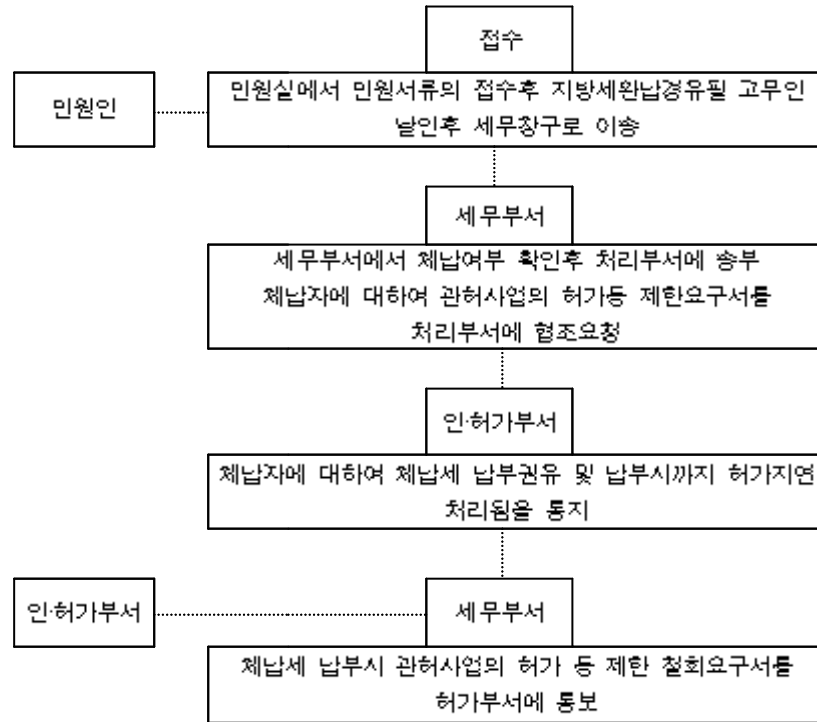 접수
민원인
민원실에서 민원서류의 접수후 지방세완납경유필 고무인
날인후 세무창구로 이송
세무부서
세무부서에서 체납여부 확인후 처리부서에 송부
체납자에 대하여 관허사업의 허가등 제한요구서를
처리부서에 협조요청
인·허가부서
체납자에 대하여 체납세 납부권유 및 납부시까지 허가지연
처리됨을 통지
인·허가부서
세무부서
체납세 납부시 관허사업의 허가 등 제한 철회요구서를
허가부서에 통보